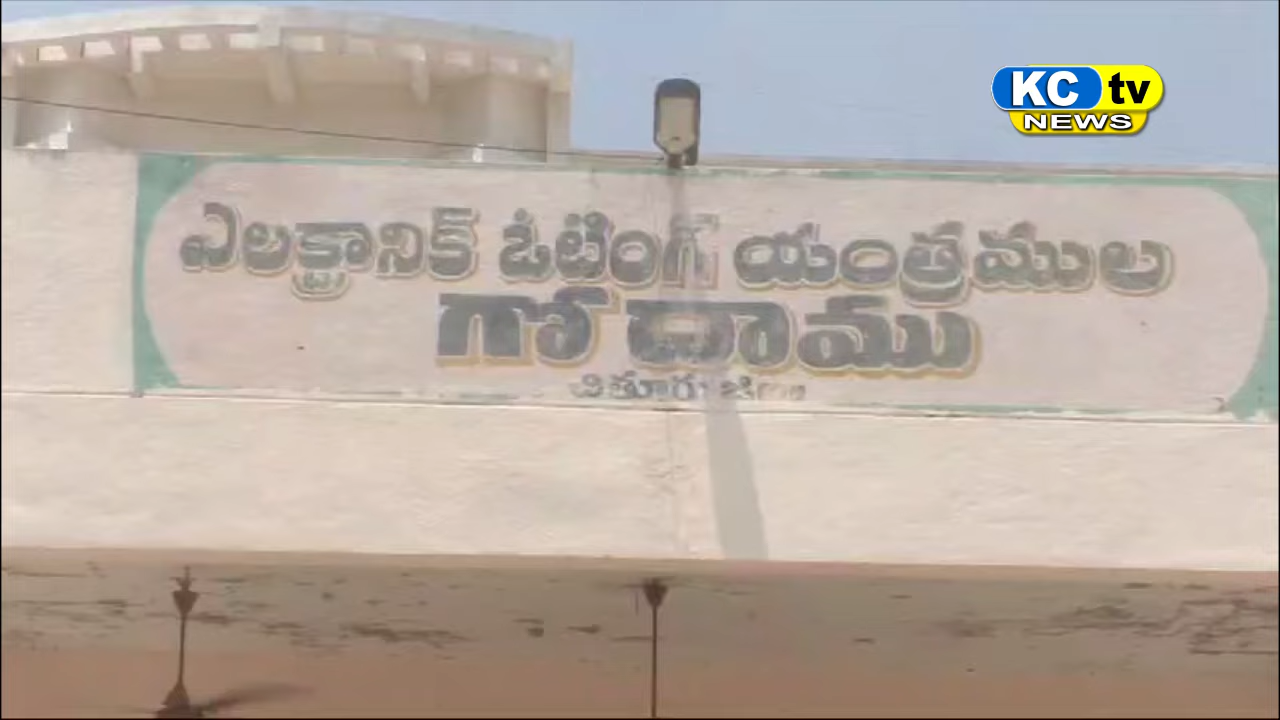 KC tv
NEWS
ఎలక్ట్రానిక్ ఓటింగ్ యంత్రముల
గోదాము
చిత్తూరు జిల్లా